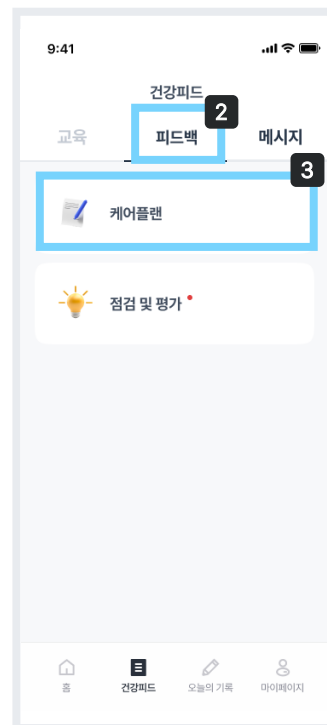 9:41
건강피드
2
교육 피드백 메시지
3
케어플랜
점검 및 평가
홈 건강피드 오늘의 기록 마이페이지